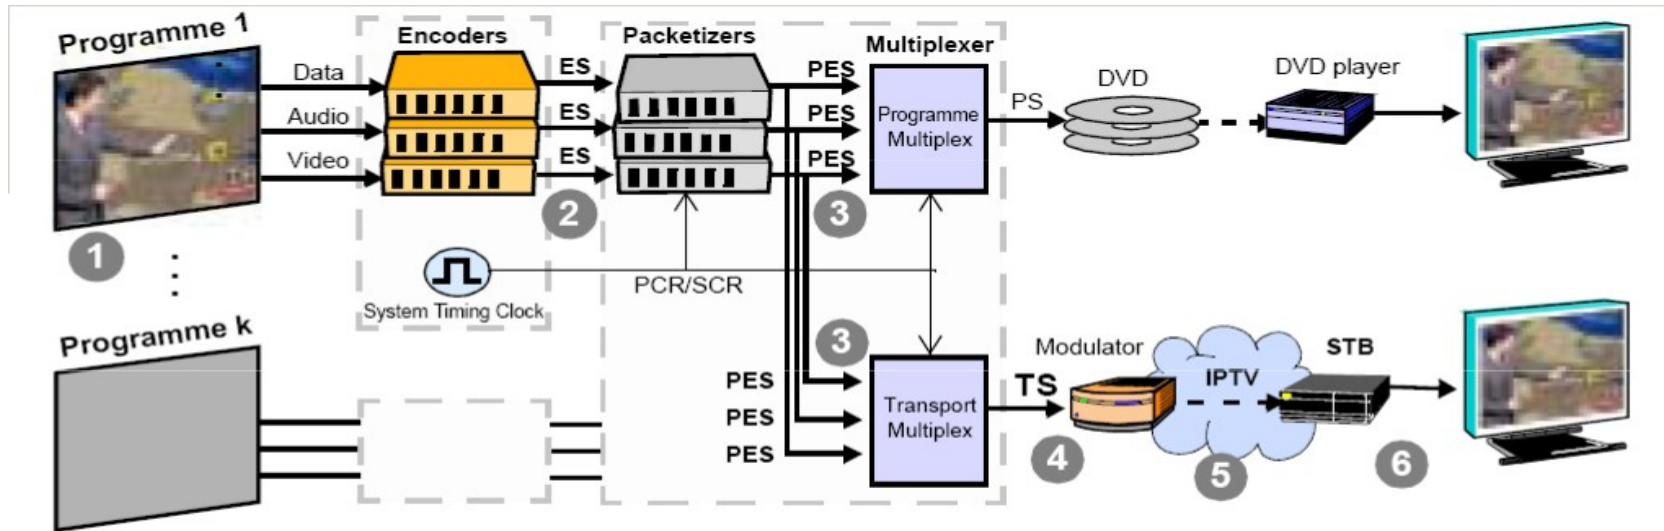 Programme 1
Encoders
Packetizers
Multiplexer
Data
ES
PES
Audio
ES
PES
Video
ES
PES
Programme
Multiplex
PS
DVD
DVD player
1
2
3
PCR/SCR
System Timing Clock
Programme k
3
PES
PES
PES
Transport
Multiplex
TS
Modulator
IPTV
STB
4
5
6